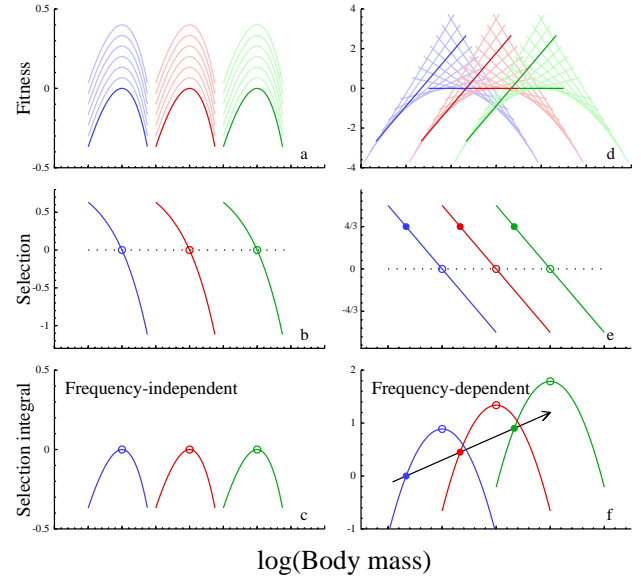 Fitness
0.5
0
-0.5
a
4
2
0
-2
-4
d
Selection
0.5
0
-0.5
-1
b
4/3
0
-4/3
e
Selection integral
Frequency-independent
0.5
0
-0.5
c
Frequency-dependent
2
1
0
-1
f
log(Body mass)